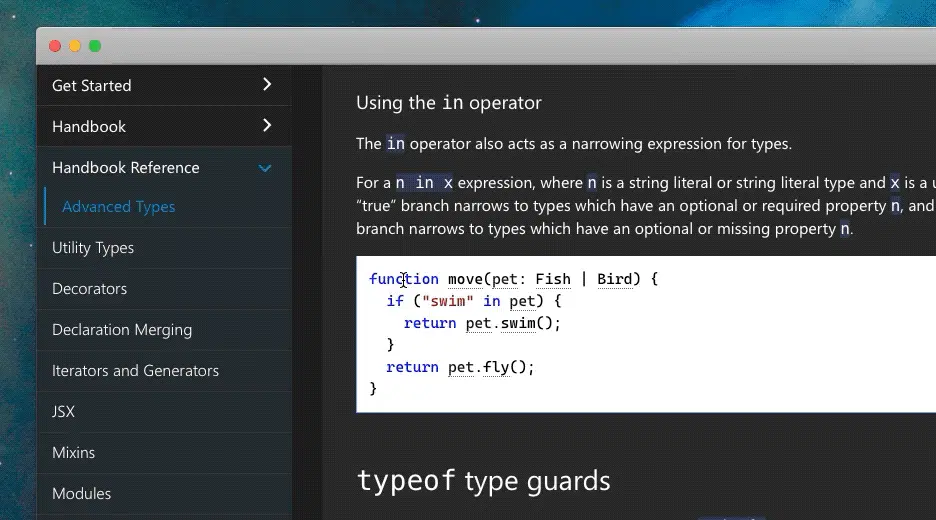 Get Started
Handbook
Handbook Reference
Advanced Types
Utility Types
Decorators
Declaration Merging
Iterators and Generators
JSX
Mixins
Modules
Using the in operator
The in operator also acts as a narrowing expression for types.
For a n in x expression, where n is a string literal or string literal type and x is a
“true” branch narrows to types which have an optional or required property n, and
branch narrows to types which have an optional or missing property n.
function move(pet: Fish | Bird) {
if ("swim" in pet) {
return pet.swim();
}
return pet.fly();
}
typeof type guards